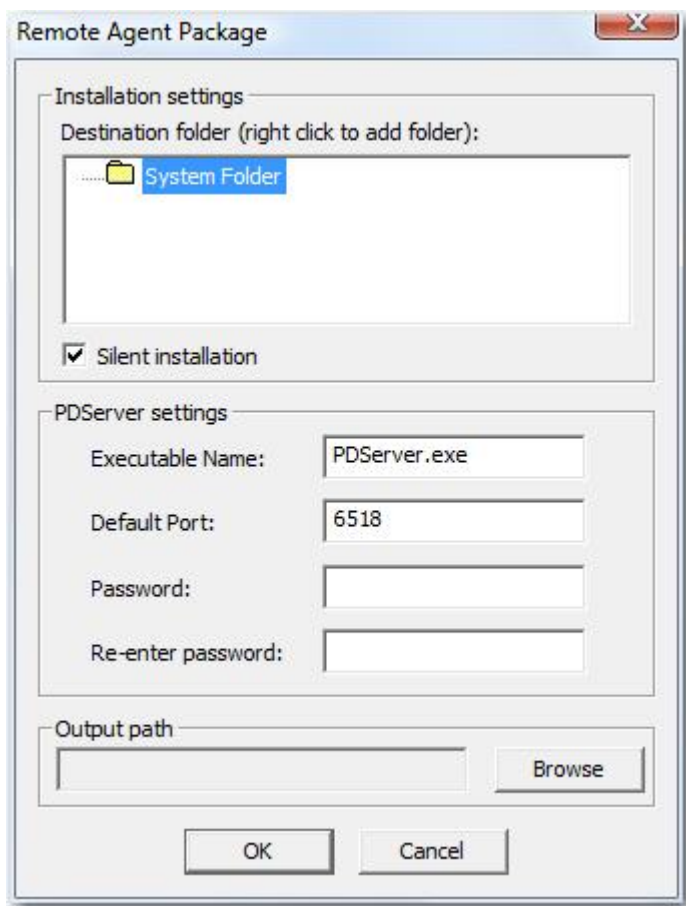 Remote Agent Package
Installation settings
Destination folder (right click to add folder):
System Folder
Silent installation
PDServer settings
Executable Name: PDServer.exe
Default Port: 6518
Password:
Re-enter password:
Output path
Browse
OK Cancel